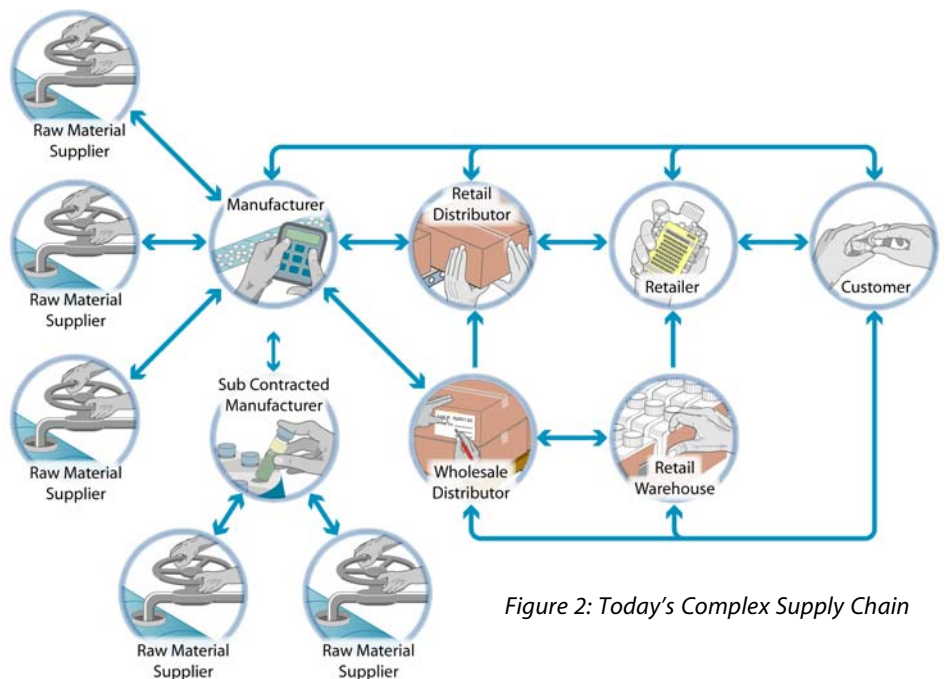 Raw Material
Supplier
Manufacturer
Retail
Distributor
Retailer
Customer
Raw Material
Supplier
Sub Contracted
Manufacturer
Raw Material
Supplier
Wholesale
Distributor
Retail
Warehouse
Raw Material
Supplier
Raw Material
Supplier
Figure 2: Today's Complex Supply Chain